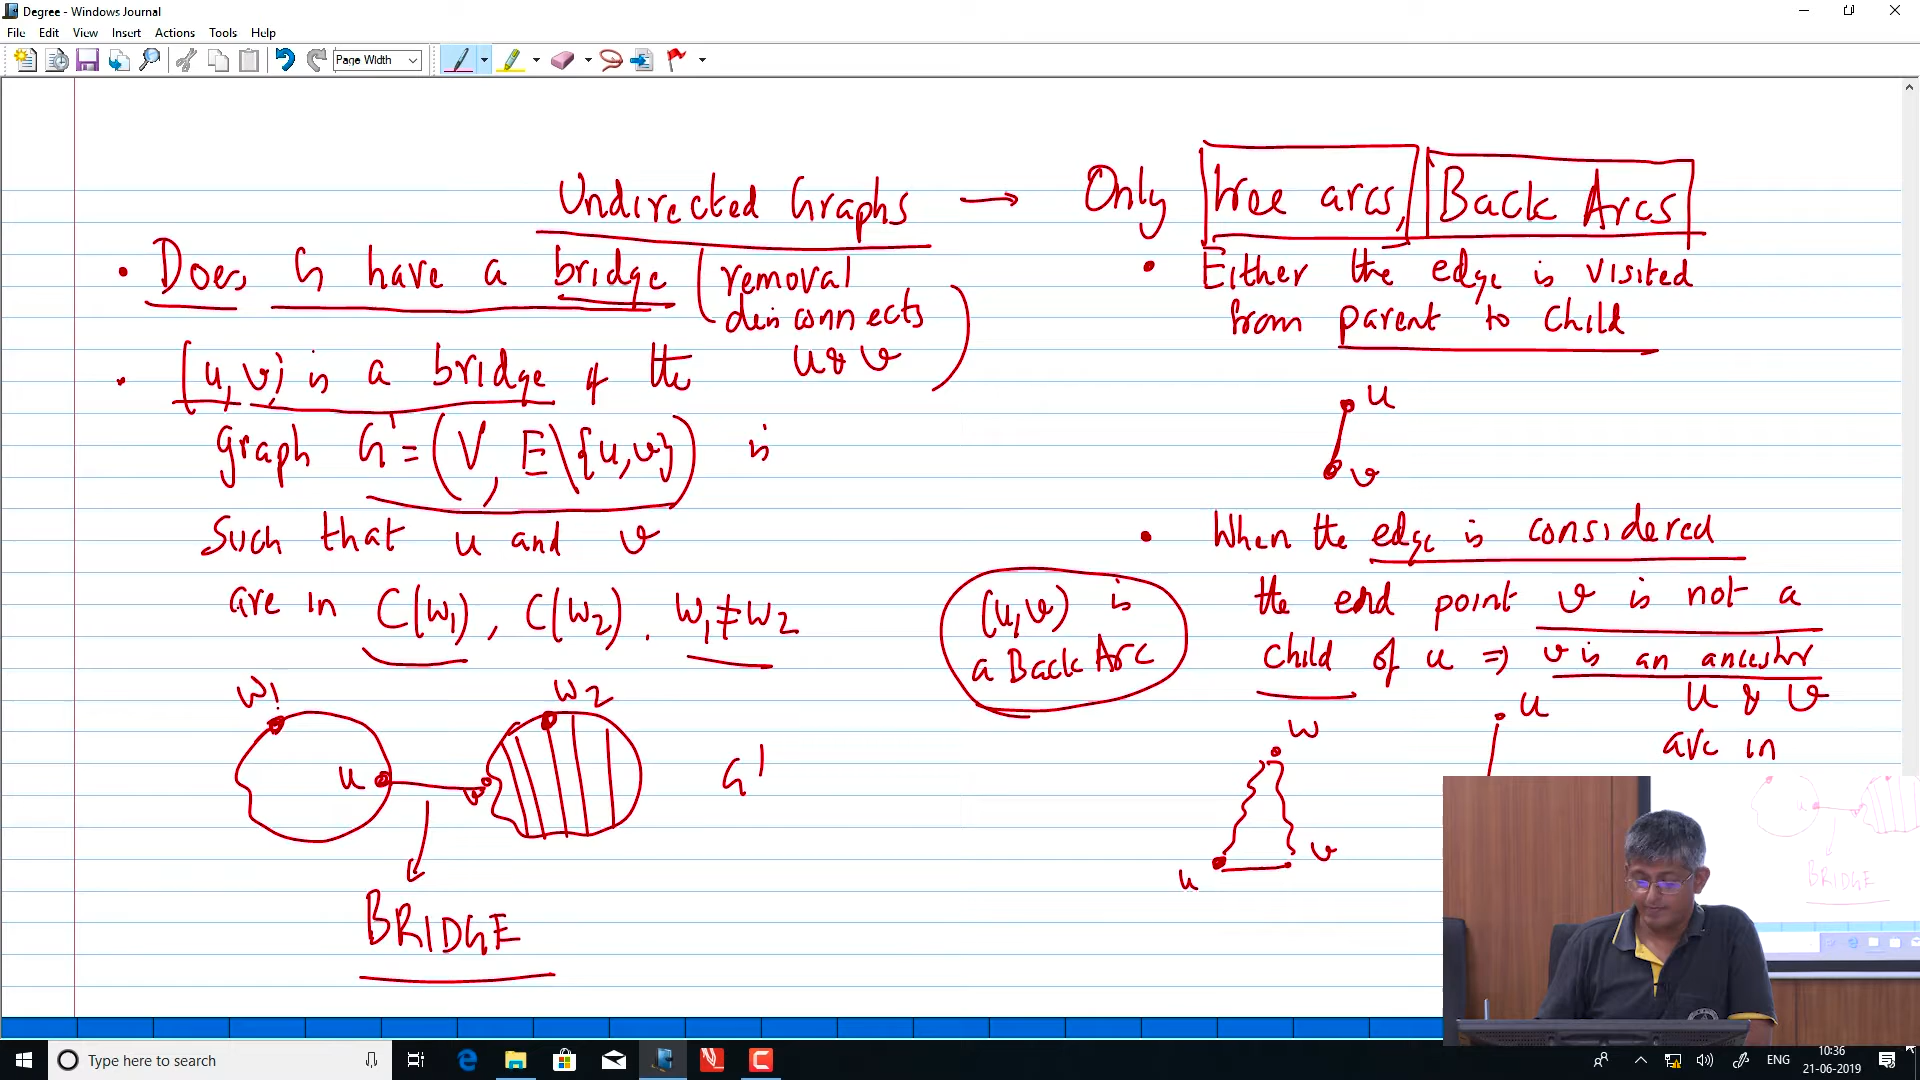 Degree - Windows Journal
File Edit View Insert Actions Tools Help
Page Width
Undirected Graphs → Only tree arcs, Back Arcs
• Does G have a bridge (removal
disconnects
u & v)
• (u, v) is a bridge if the
graph G' = (V, E \ {u, v}) is
such that u and v
are in C(w1), C(w2). w1 ≠ w2
w1 w2
u v G'
BRIDGE
• Either the edge is visited
from parent to child
u
v
• When the edge is considered
the end point v is not a
child of u ⇒ v is an ancestor
(u,v) is
a Back Arc
u u & v
are in
w
u v
BRIDGE
Type here to search
ENG
10:36
21-06-2019